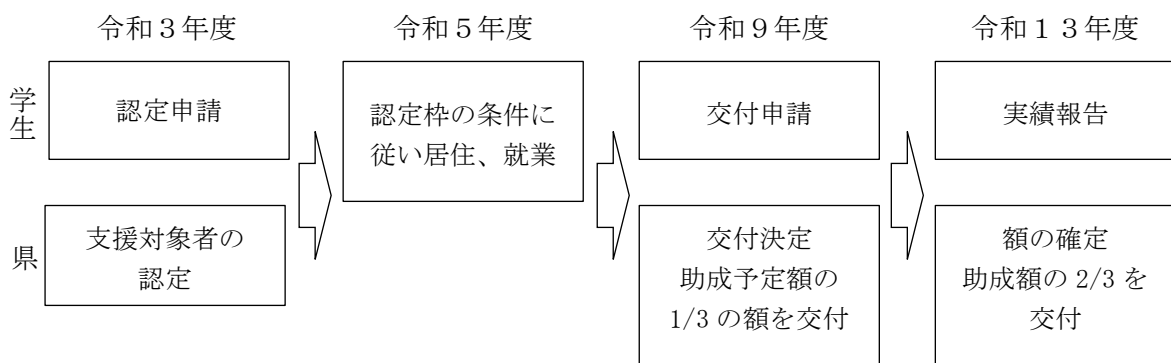 令和３年度
令和５年度
令和９年度
令和１３年度
学生
認定申請
認定枠の条件に
従い居住、就業
交付申請
実績報告
県
支援対象者の
認定
交付決定
助成予定額の
1/3 の額を交付
額の確定
助成額の 2/3 を
交付